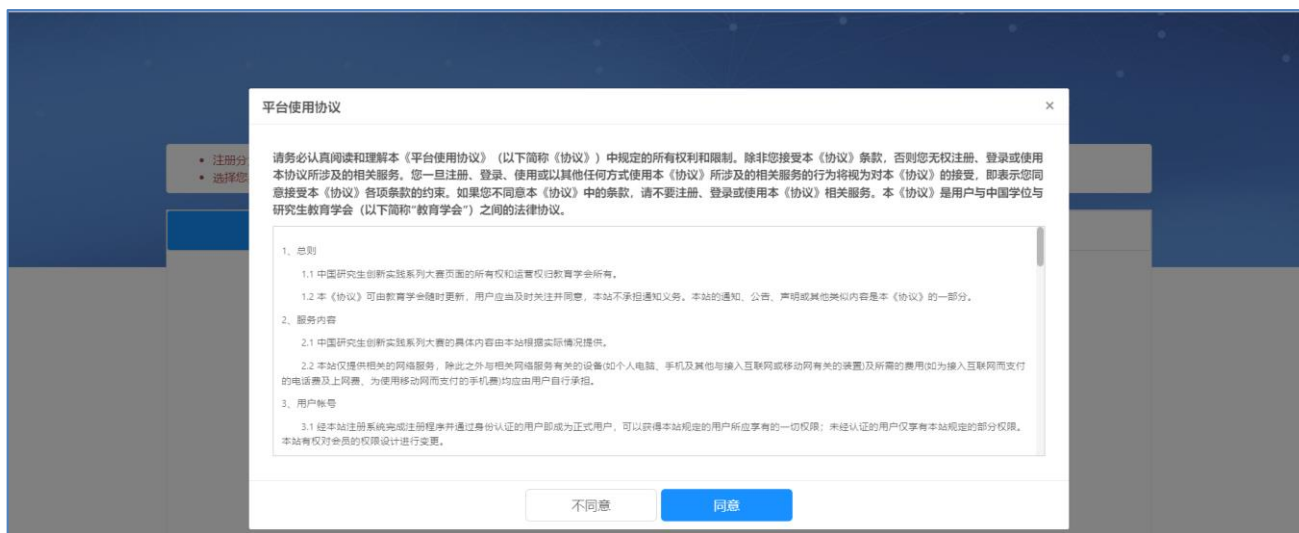 平台使用协议
×
• 注册分
• 选择您
请务必认真阅读和理解本《平台使用协议》（以下简称《协议》）中规定的所有权利和限制。除非您接受本《协议》条款，否则您无权注册、登录或使用
本协议所涉及的相关服务。您一旦注册、登录、使用或以其他任何方式使用本《协议》所涉及的相关服务的行为将视为对本《协议》的接受，即表示您同
意接受本《协议》各项条款的约束。如果您不同意本《协议》中的条款，请不要注册、登录或使用本《协议》相关服务。本《协议》是用户与中国学位与
研究生教育学会（以下简称“教育学会”）之间的法律协议。
1、总则
1.1 中国研究生创新实践系列大赛页面的所有权和运营权归教育学会所有。
1.2 本《协议》可由教育学会随时更新，用户应当及时关注并同意，本站不承担通知义务。本站的通知、公告、声明或其他类似内容是本《协议》的一部分。
2、服务内容
2.1 中国研究生创新实践系列大赛的具体内容由本站根据实际情况提供。
2.2 本站仅提供相关的网络服务，除此之外与相关网络服务有关的设备(如个人电脑、手机及其他与接入互联网或移动网有关的装置)及所需的费用(如为接入互联网而支付
的电话费及上网费、为使用移动网而支付的手机费)均应由用户自行承担。
3、用户帐号
3.1 经本站注册系统完成注册程序并通过身份认证的用户即成为正式用户，可以获得本站规定的用户所应享有的一切权限；未经认证的用户仅享有本站规定的部分权限。
本站有权对会员的权限设计进行变更。
不同意
同意